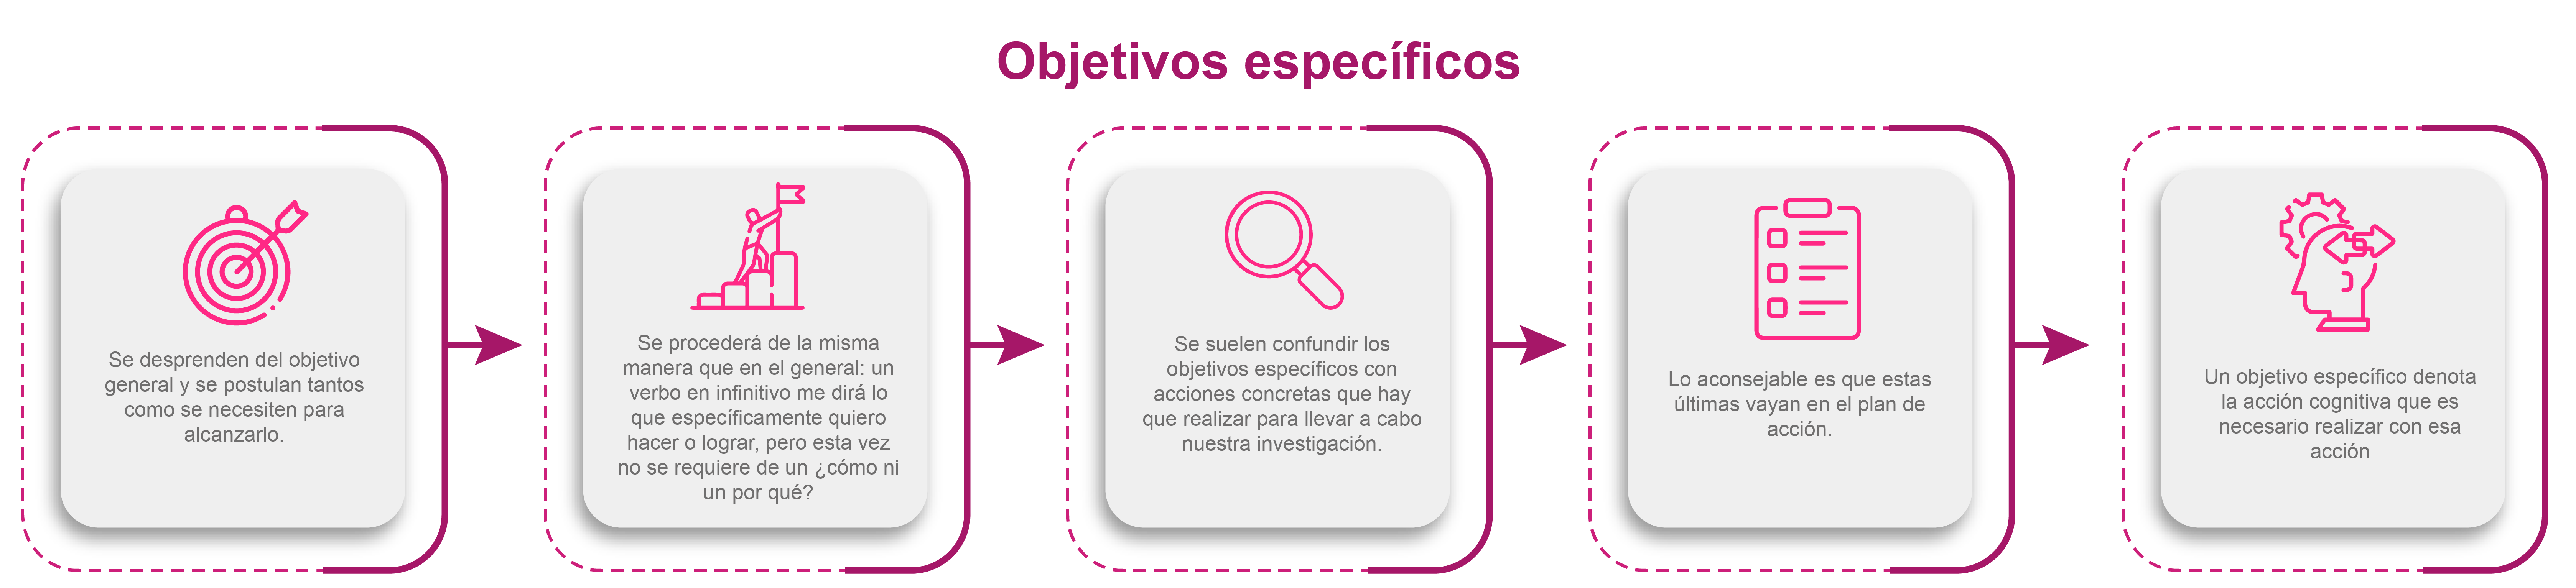 Objetivos específicos
Se desprenden del objetivo
general y se postulan tantos
como se necesiten para
alcanzarlo.
Se procederá de la misma
manera que en el general: un
verbo en infinitivo me dirá lo
que específicamente quiero
hacer o lograr, pero esta vez
no se requiere de un ¿cómo ni
un por qué?
Se suelen confundir los
objetivos específicos con
acciones concretas que hay
que realizar para llevar a cabo
nuestra investigación.
Lo aconsejable es que estas
últimas vayan en el plan de
acción.
Un objetivo específico denota
la acción cognitiva que es
necesario realizar con esa
acción